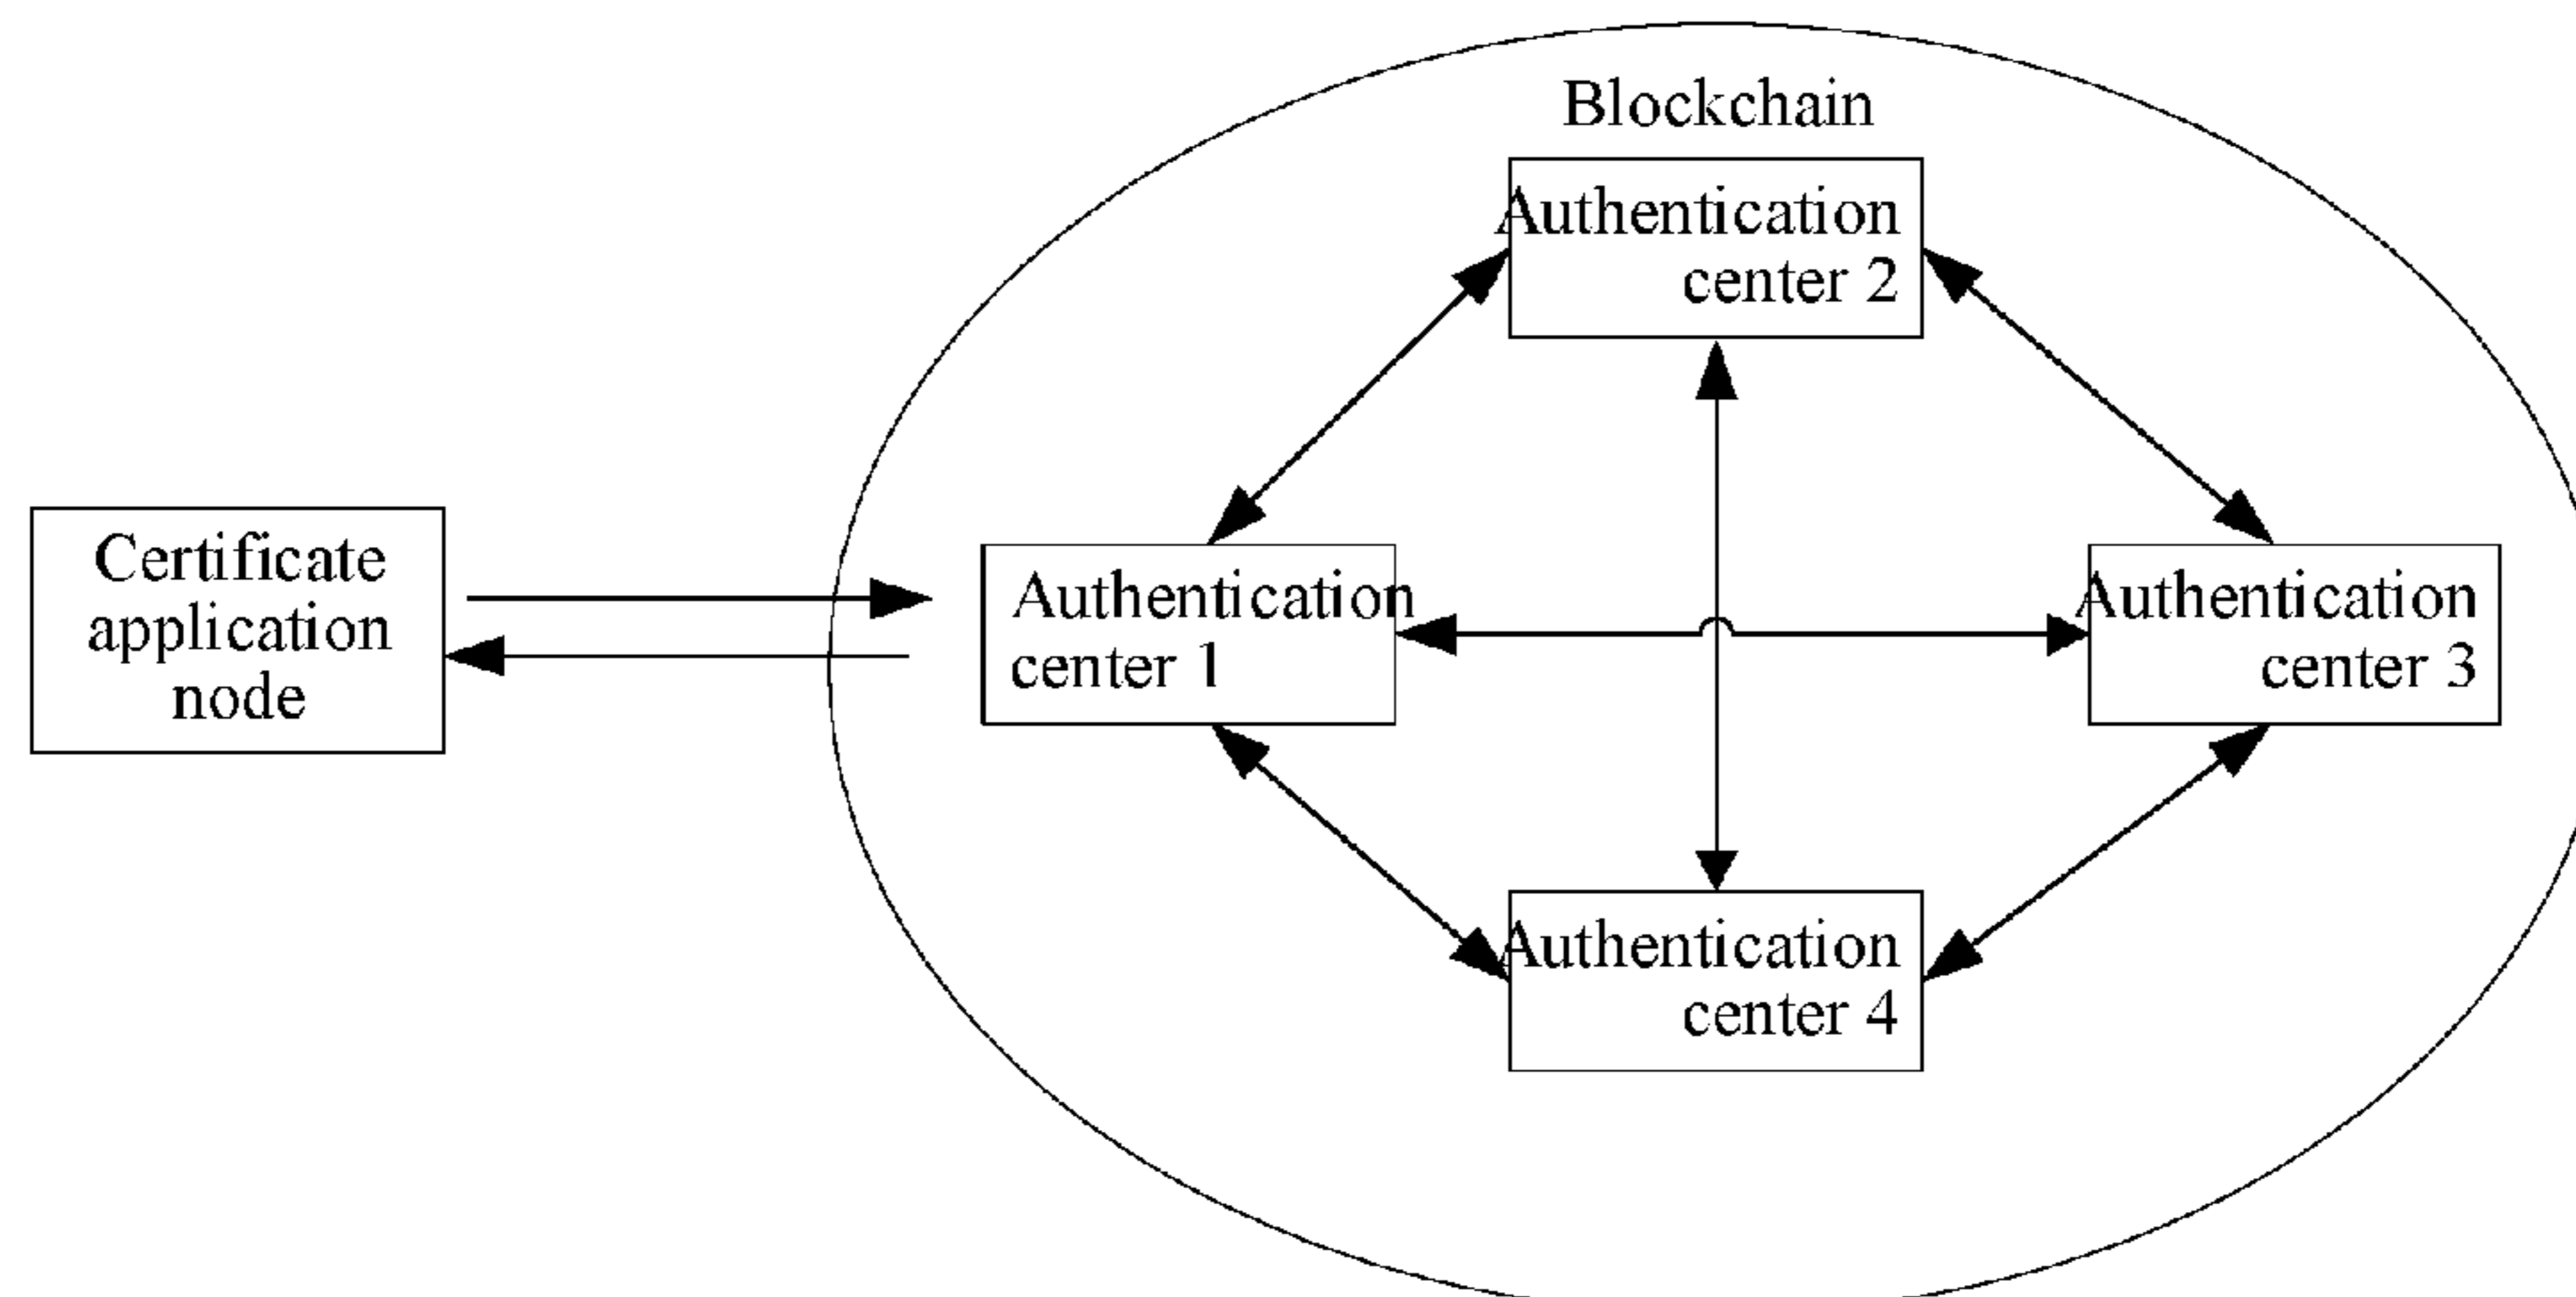 Blockchain
Authentication
center 2
Certificate
application
node
Authentication
center 1
Authentication
center 3
Authentication
center 4